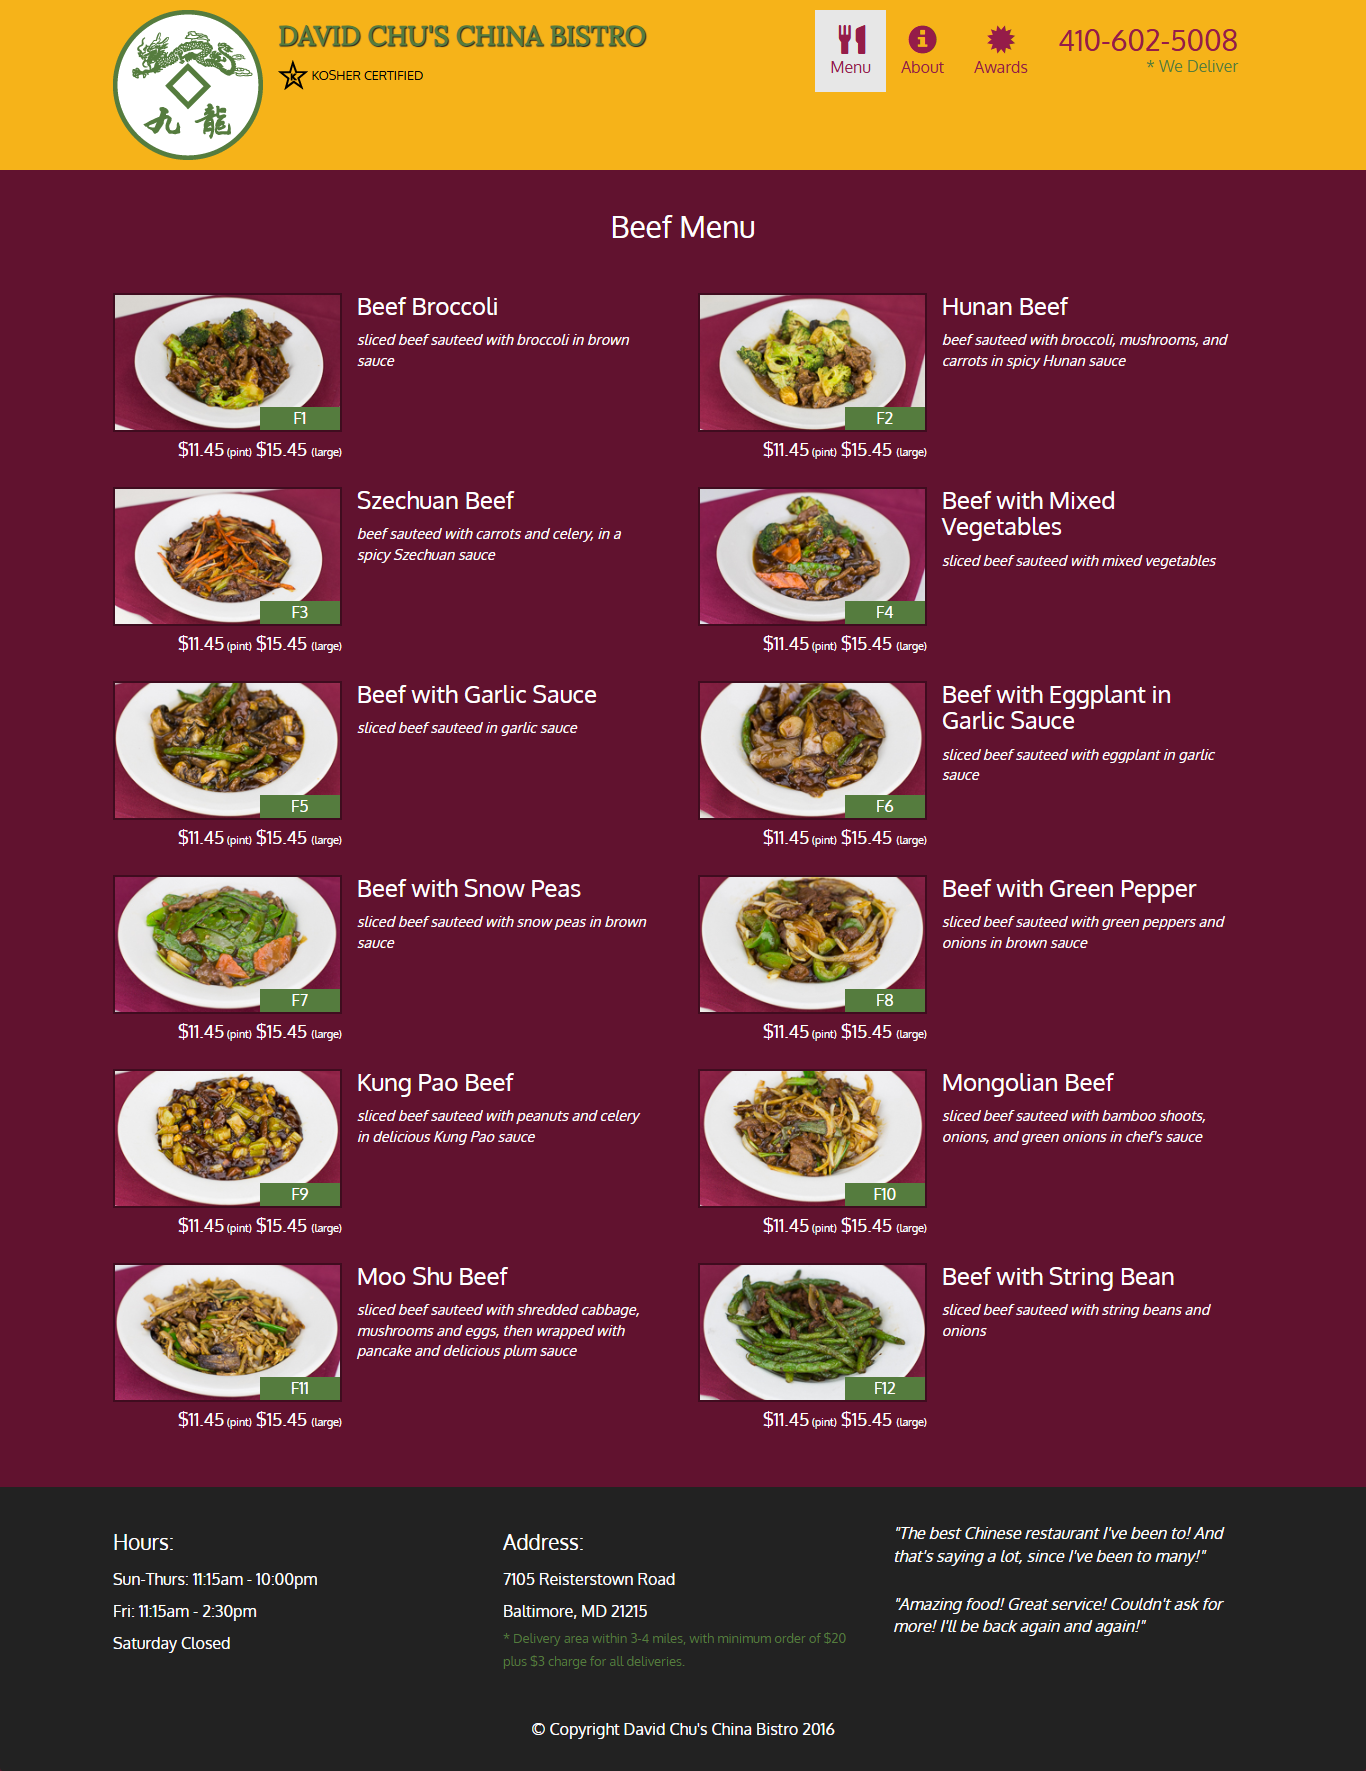 九 龍
DAVID CHU'S CHINA BISTRO
K KOSHER CERTIFIED
Menu
About
Awards
410-602-5008
* We Deliver
Beef Menu
Beef Broccoli
sliced beef sauteed with broccoli in brown
sauce
F1
$11.45 (pint) $15.45 (large)
Hunan Beef
beef sauteed with broccoli, mushrooms, and
carrots in spicy Hunan sauce
F2
$11.45 (pint) $15.45 (large)
Szechuan Beef
beef sauteed with carrots and celery, in a
spicy Szechuan sauce
F3
$11.45 (pint) $15.45 (large)
Beef with Mixed
Vegetables
sliced beef sauteed with mixed vegetables
F4
$11.45 (pint) $15.45 (large)
Beef with Garlic Sauce
sliced beef sauteed in garlic sauce
F5
$11.45 (pint) $15.45 (large)
Beef with Eggplant in
Garlic Sauce
sliced beef sauteed with eggplant in garlic
sauce
F6
$11.45 (pint) $15.45 (large)
Beef with Snow Peas
sliced beef sauteed with snow peas in brown
sauce
F7
$11.45 (pint) $15.45 (large)
Beef with Green Pepper
sliced beef sauteed with green peppers and
onions in brown sauce
F8
$11.45 (pint) $15.45 (large)
Kung Pao Beef
sliced beef sauteed with peanuts and celery
in delicious Kung Pao sauce
F9
$11.45 (pint) $15.45 (large)
Mongolian Beef
sliced beef sauteed with bamboo shoots,
onions, and green onions in chef's sauce
F10
$11.45 (pint) $15.45 (large)
Moo Shu Beef
sliced beef sauteed with shredded cabbage,
mushrooms and eggs, then wrapped with
pancake and delicious plum sauce
F11
$11.45 (pint) $15.45 (large)
Beef with String Bean
sliced beef sauteed with string beans and
onions
F12
$11.45 (pint) $15.45 (large)
Hours:
Sun-Thurs: 11:15am - 10:00pm
Fri: 11:15am - 2:30pm
Saturday Closed
Address:
7105 Reisterstown Road
Baltimore, MD 21215
* Delivery area within 3-4 miles, with minimum order of $20
plus $3 charge for all deliveries.
"The best Chinese restaurant I've been to! And
that's saying a lot, since I've been to many!"
"Amazing food! Great service! Couldn't ask for
more! I'll be back again and again!"
© Copyright David Chu's China Bistro 2016